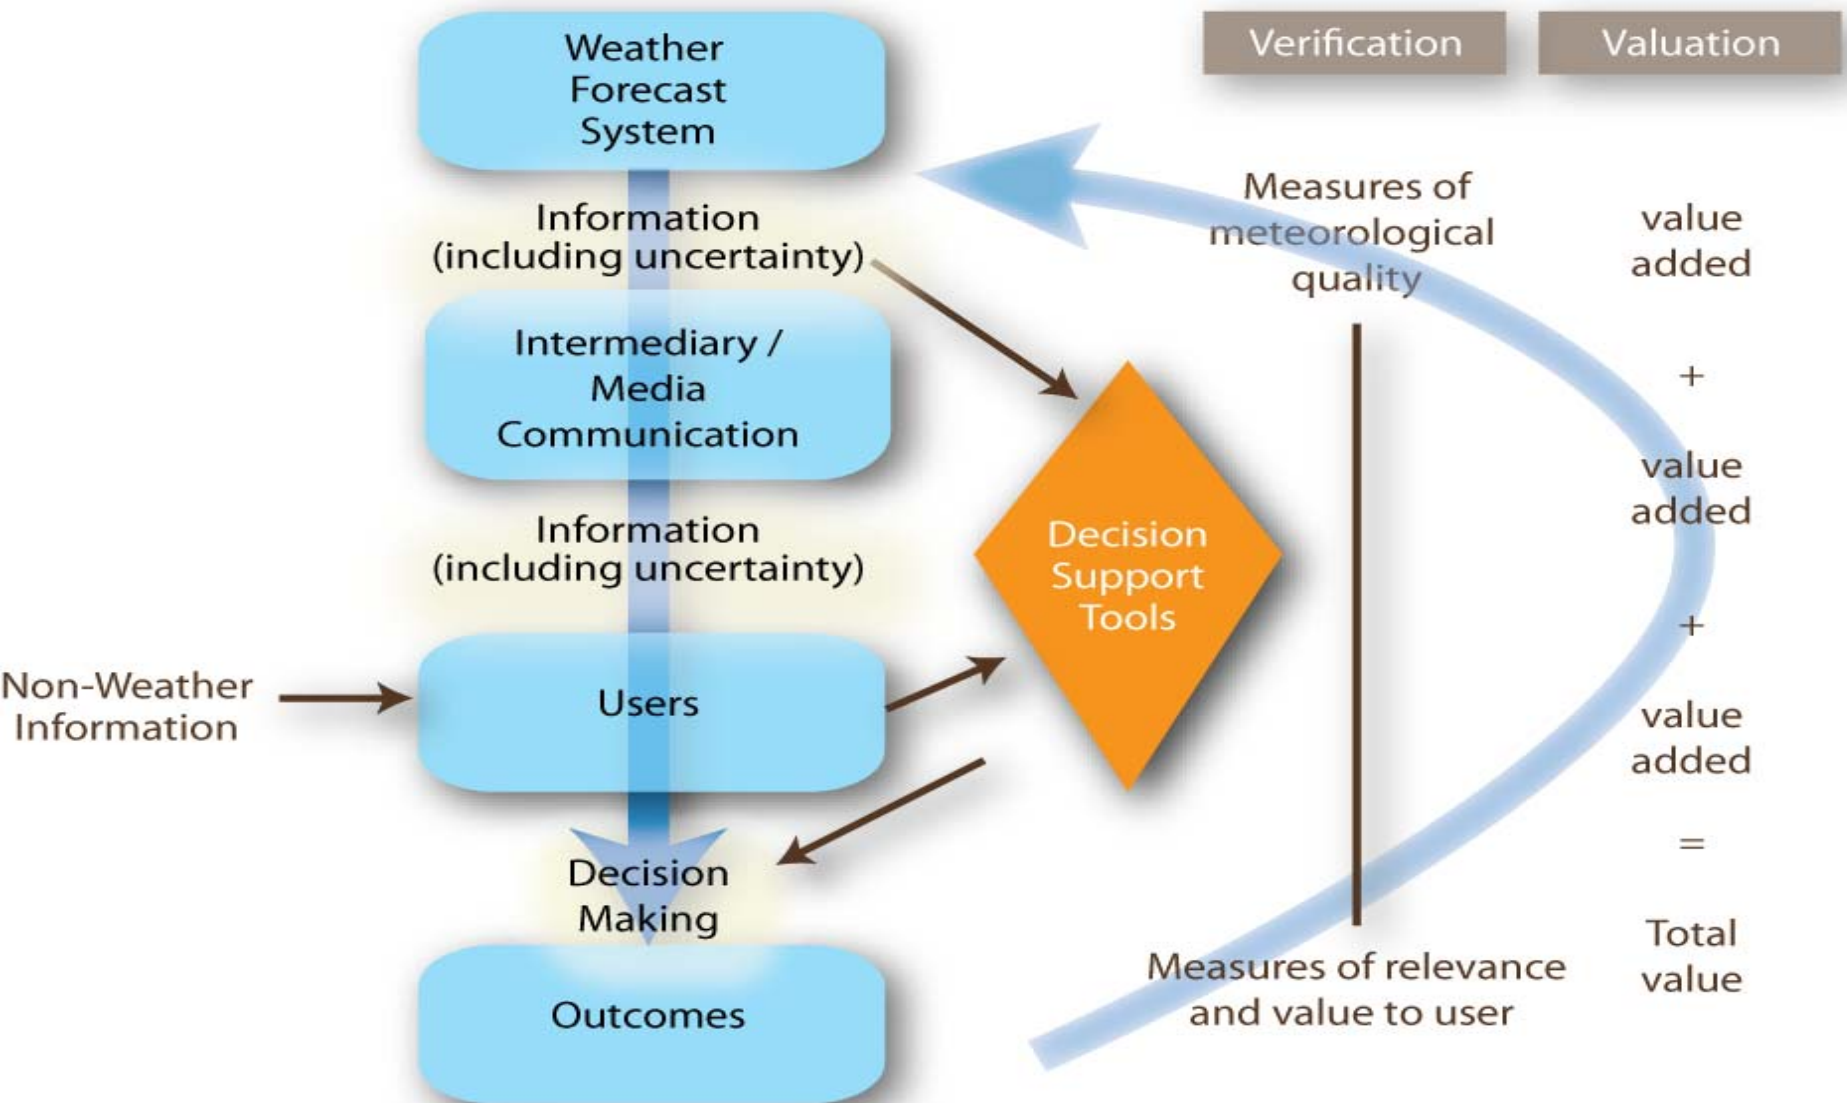 Weather
Forecast
System
Information
(including uncertainty)
Intermediary /
Media
Communication
Information
(including uncertainty)
Non-Weather
Information
Users
Decision
Making
Outcomes
Decision
Support
Tools
Verification
Measures of
meteorological
quality
Measures of relevance
and value to user
Valuation
value
added
+
value
added
+
value
added
=
Total
value